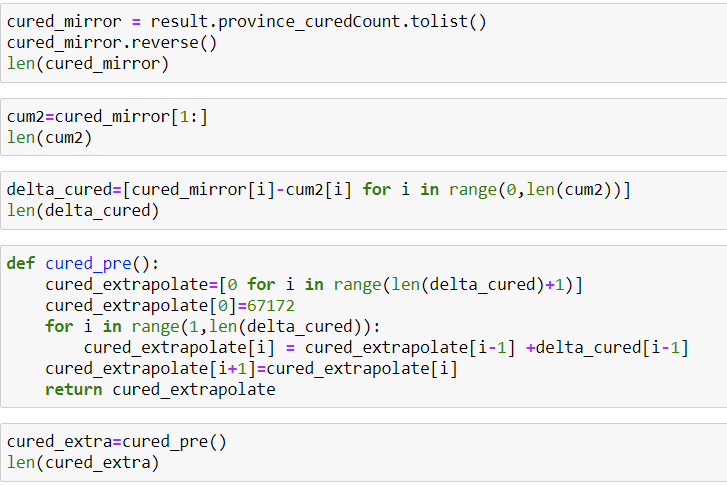 cured_mirror = result.province_curedCount.tolist()
cured_mirror.reverse()
len(cured_mirror)
cum2=cured_mirror[1:]
len(cum2)
delta_cured=[cured_mirror[i]-cum2[i] for i in range(0,len(cum2))]
len(delta_cured)
def cured_pre():
    cured_extrapolate=[0 for i in range(len(delta_cured)+1)]
    cured_extrapolate[0]=67172
    for i in range(1,len(delta_cured)):
        cured_extrapolate[i] = cured_extrapolate[i-1] +delta_cured[i-1]
    cured_extrapolate[i+1]=cured_extrapolate[i]
    return cured_extrapolate
cured_extra=cured_pre()
len(cured_extra)